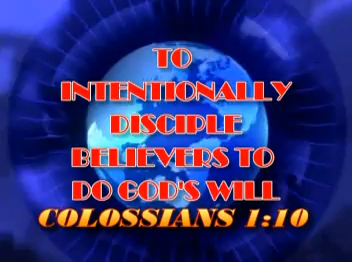 TO
INTENTIONALLY
DISCIPLE
BELIEVERS TO
DO GOD'S WILL
COLOSSIANS 1:10